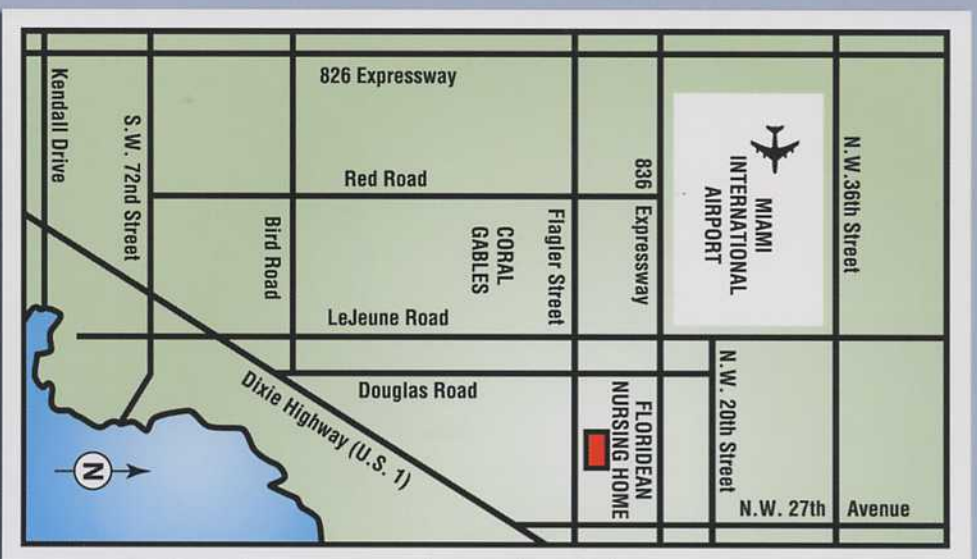 826 Expressway
Kendall Drive
S.W. 72nd Street
Red Road
Bird Road
CORAL
GABLES
Flagler Street
836 Expressway
MIAMI
INTERNATIONAL
AIRPORT
N.W.36th Street
LeJeune Road
Douglas Road
Dixie Highway (U.S. 1)
FLORIDEAN
NURSING HOME
N.W. 20th Street
N.W. 27th Avenue
N